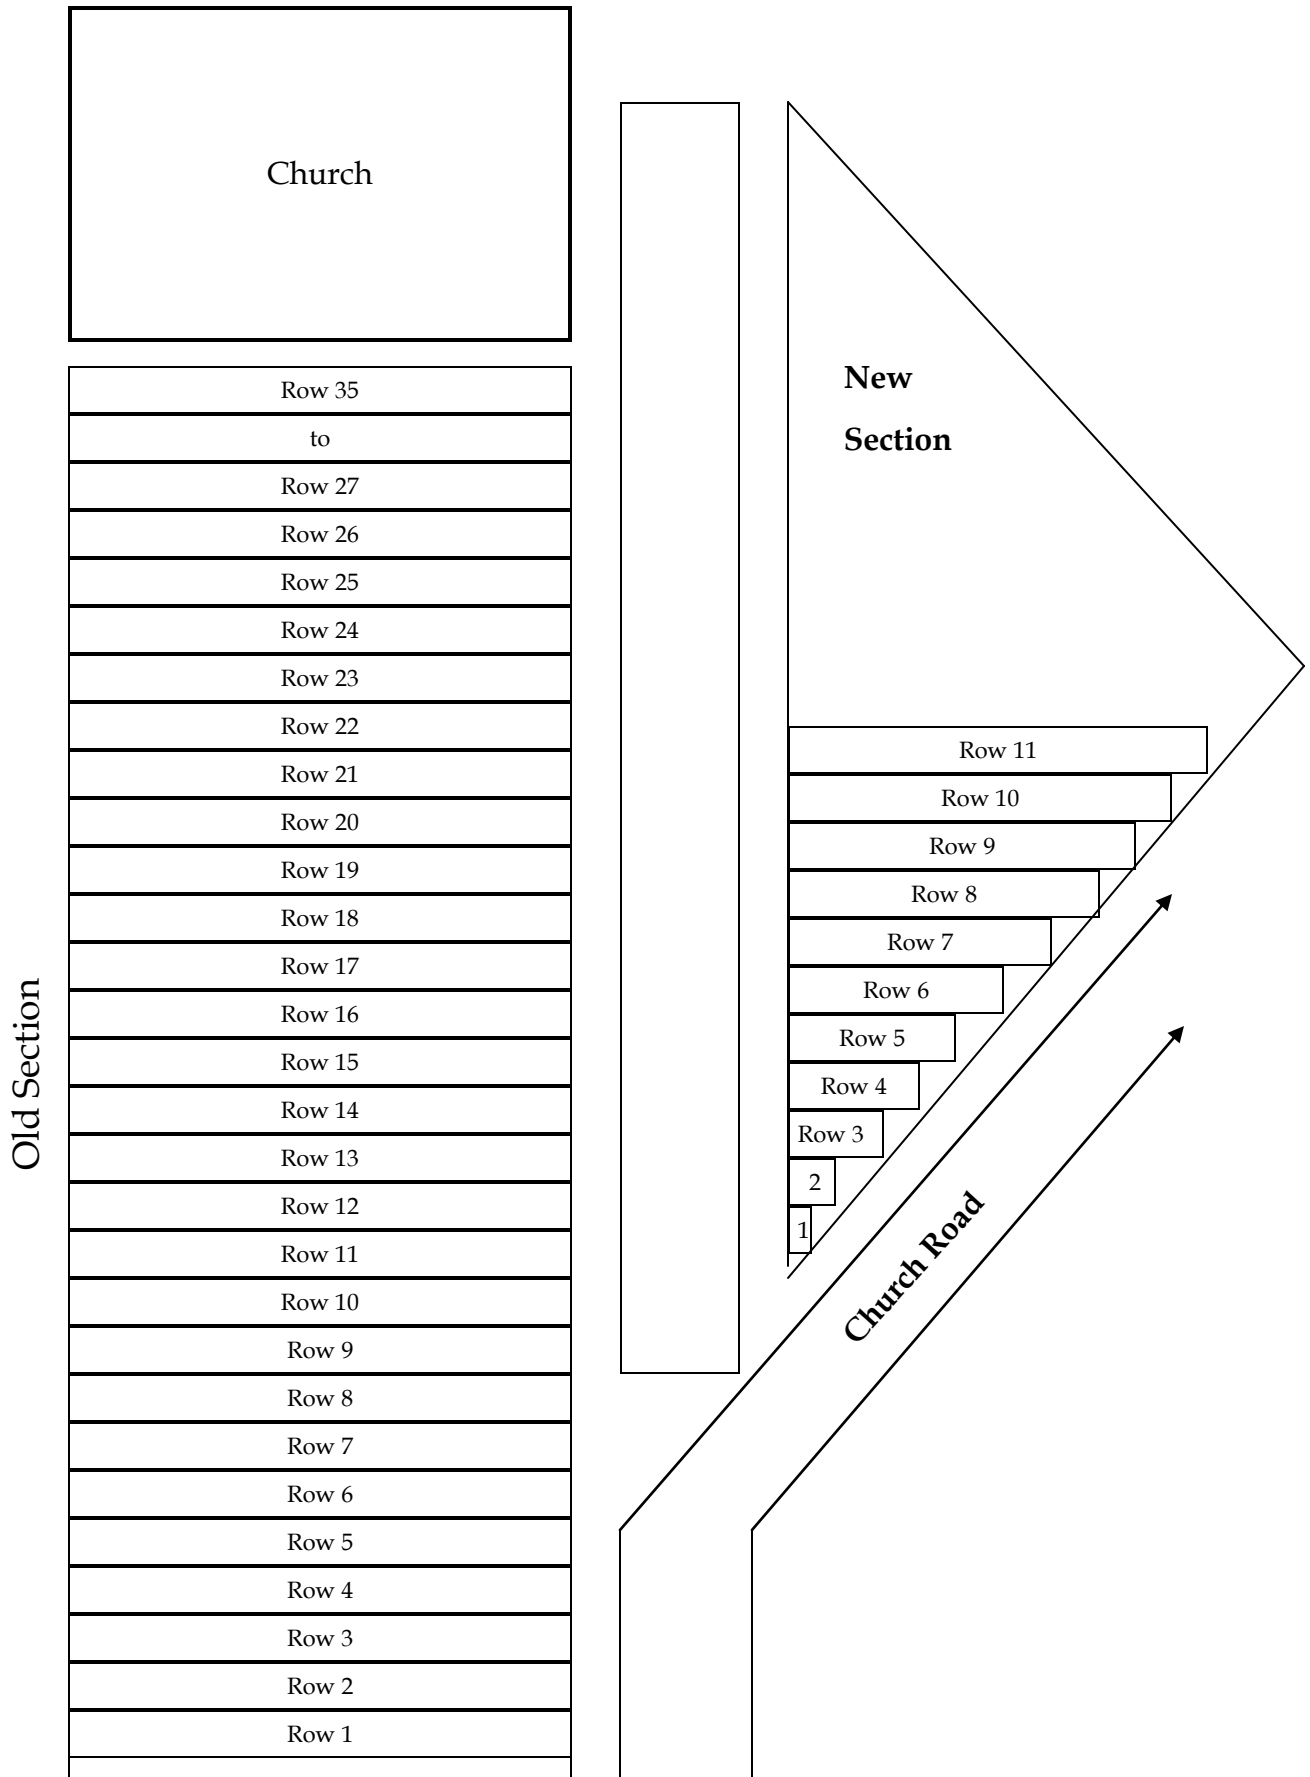 Church
Row 35
to
Row 27
Row 26
Row 25
Row 24
Row 23
Row 22
Row 21
Row 20
Row 19
Row 18
Row 17
Row 16
Row 15
Row 14
Row 13
Row 12
Row 11
Row 10
Row 9
Row 8
Row 7
Row 6
Row 5
Row 4
Row 3
Row 2
Row 1
Old Section
New
Section
Row 11
Row 10
Row 9
Row 8
Row 7
Row 6
Row 5
Row 4
Row 3
2
1
Church Road